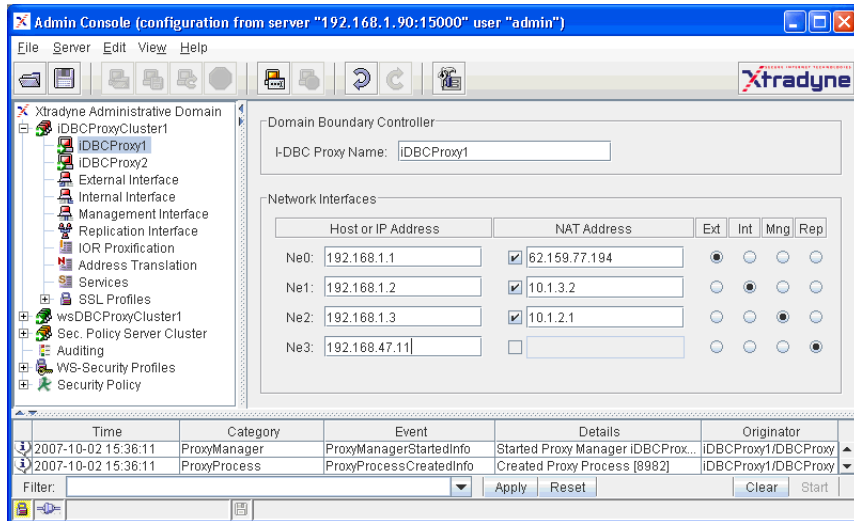 Admin Console (configuration from server "192.168.1.90:15000" user "admin")
File Server Edit View Help
Xtradyne
Xtradyne Administrative Domain
iDBCProxyCluster1
iDBCProxy1
iDBCProxy2
External Interface
Internal Interface
Management Interface
Replication Interface
IOR Proxification
Address Translation
Services
SSL Profiles
wsDBCProxyCluster1
Sec. Policy Server Cluster
Auditing
WS-Security Profiles
Security Policy
Domain Boundary Controller
I-DBC Proxy Name: iDBCProxy1
Network Interfaces
Host or IP Address NAT Address Ext Int Mng Rep
Ne0: 192.168.1.1 62.159.77.194
Ne1: 192.168.1.2 10.1.3.2
Ne2: 192.168.1.3 10.1.2.1
Ne3: 192.168.47.11
Time Category Event Details Originator
2007-10-02 15:36:11 ProxyManager ProxyManagerStartedInfo Started Proxy Manager iDBCProx... iDBCProxy1/DBCProxy
2007-10-02 15:36:11 ProxyProcess ProxyProcessCreatedInfo Created Proxy Process [8982] iDBCProxy1/DBCProxy
Filter: Apply Reset Clear Start